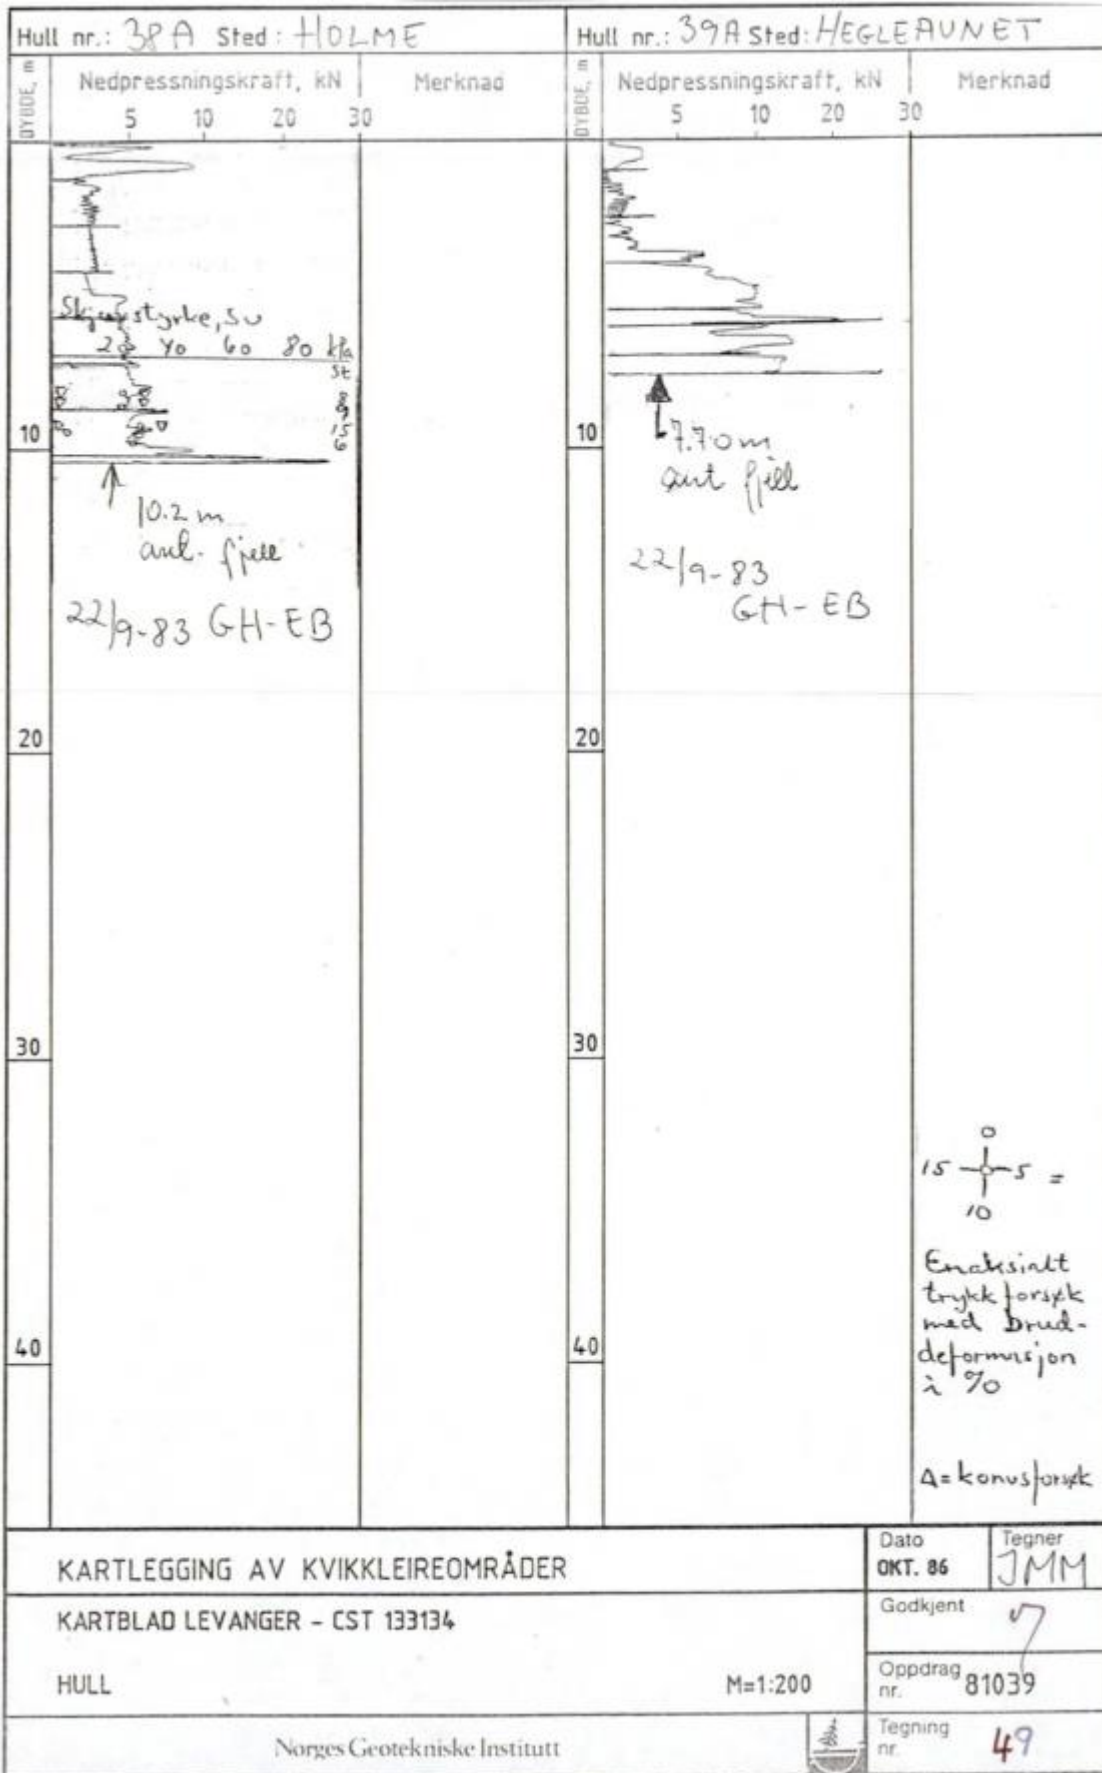 Hull nr.: 38A Sted: HOLME
DYBDE, m
Nedpressningskraft, kN
Merknad
5 10 20 30
Skjærstyrke, Su
20 40 60 80 kPa
St
8
9
15
6
10
10.2 m
ant. fjell
22/9-83 GH-EB
20
30
40
Hull nr.: 39A Sted: HEGLEAUNET
DYBDE, m
Nedpressningskraft, kN
Merknad
5 10 20 30
10
7.70m
ant fjell
22/9-83
GH-EB
20
30
40
0
15 5 =
10
Enaksialt
trykkforsøk
med brud-
deformasjon
i %
Δ=konusforsøk
KARTLEGGING AV KVIKKLEIREOMRÅDER
KARTBLAD LEVANGER - CST 133134
HULL M=1:200
Norges Geotekniske Institutt
Dato
OKT. 86
Tegner
JMM
Godkjent
Oppdrag
nr. 81039
Tegning
nr. 49